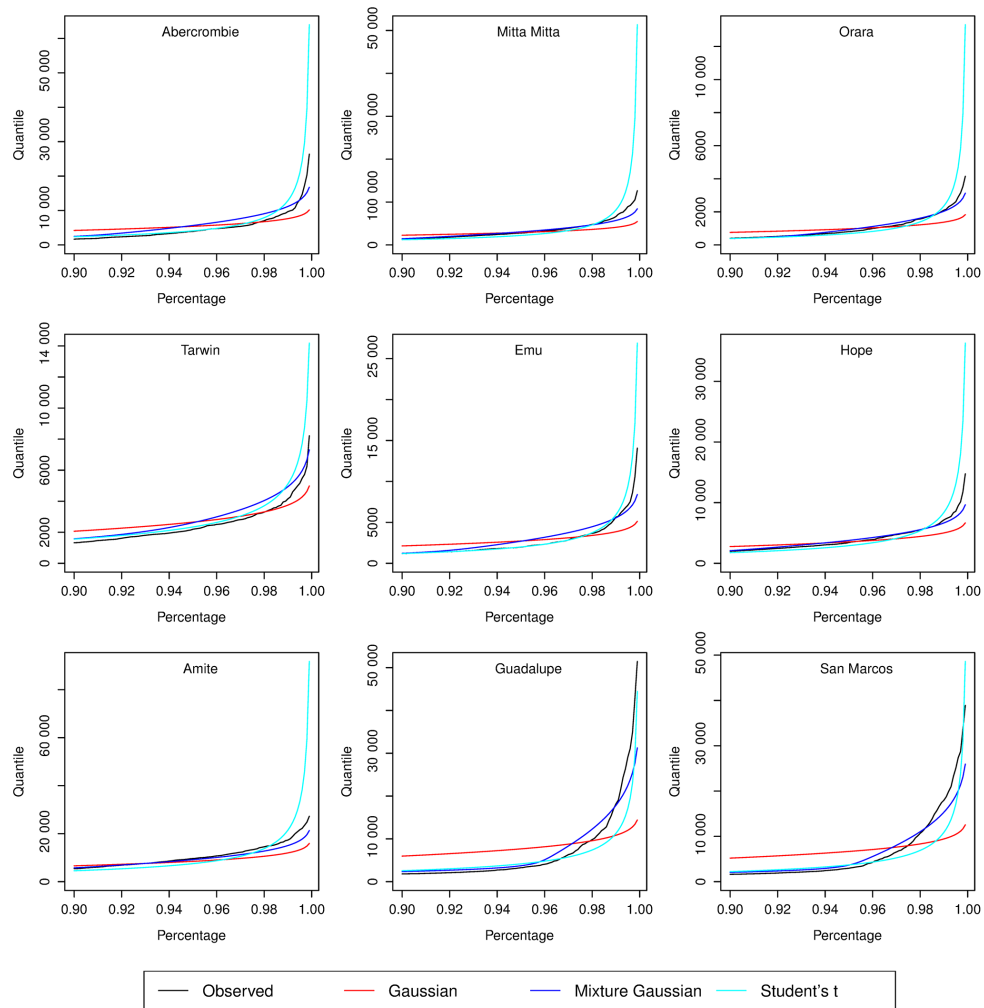 Abercrombie
Quantile
0
10 000
30 000
50 000
0.90 0.92 0.94 0.96 0.98 1.00
Percentage
Mitta Mitta
Quantile
0
10 000
30 000
50 000
0.90 0.92 0.94 0.96 0.98 1.00
Percentage
Orara
Quantile
0
2000
6000
10 000
0.90 0.92 0.94 0.96 0.98 1.00
Percentage
Tarwin
Quantile
0
2000
6000
10 000
14 000
0.90 0.92 0.94 0.96 0.98 1.00
Percentage
Emu
Quantile
0
5000
15 000
25 000
0.90 0.92 0.94 0.96 0.98 1.00
Percentage
Hope
Quantile
0
10 000
20 000
30 000
0.90 0.92 0.94 0.96 0.98 1.00
Percentage
Amite
Quantile
0
20 000
60 000
0.90 0.92 0.94 0.96 0.98 1.00
Percentage
Guadalupe
Quantile
0
10 000
30 000
50 000
0.90 0.92 0.94 0.96 0.98 1.00
Percentage
San Marcos
Quantile
0
10 000
30 000
50 000
0.90 0.92 0.94 0.96 0.98 1.00
Percentage
Observed Gaussian Mixture Gaussian Student's t